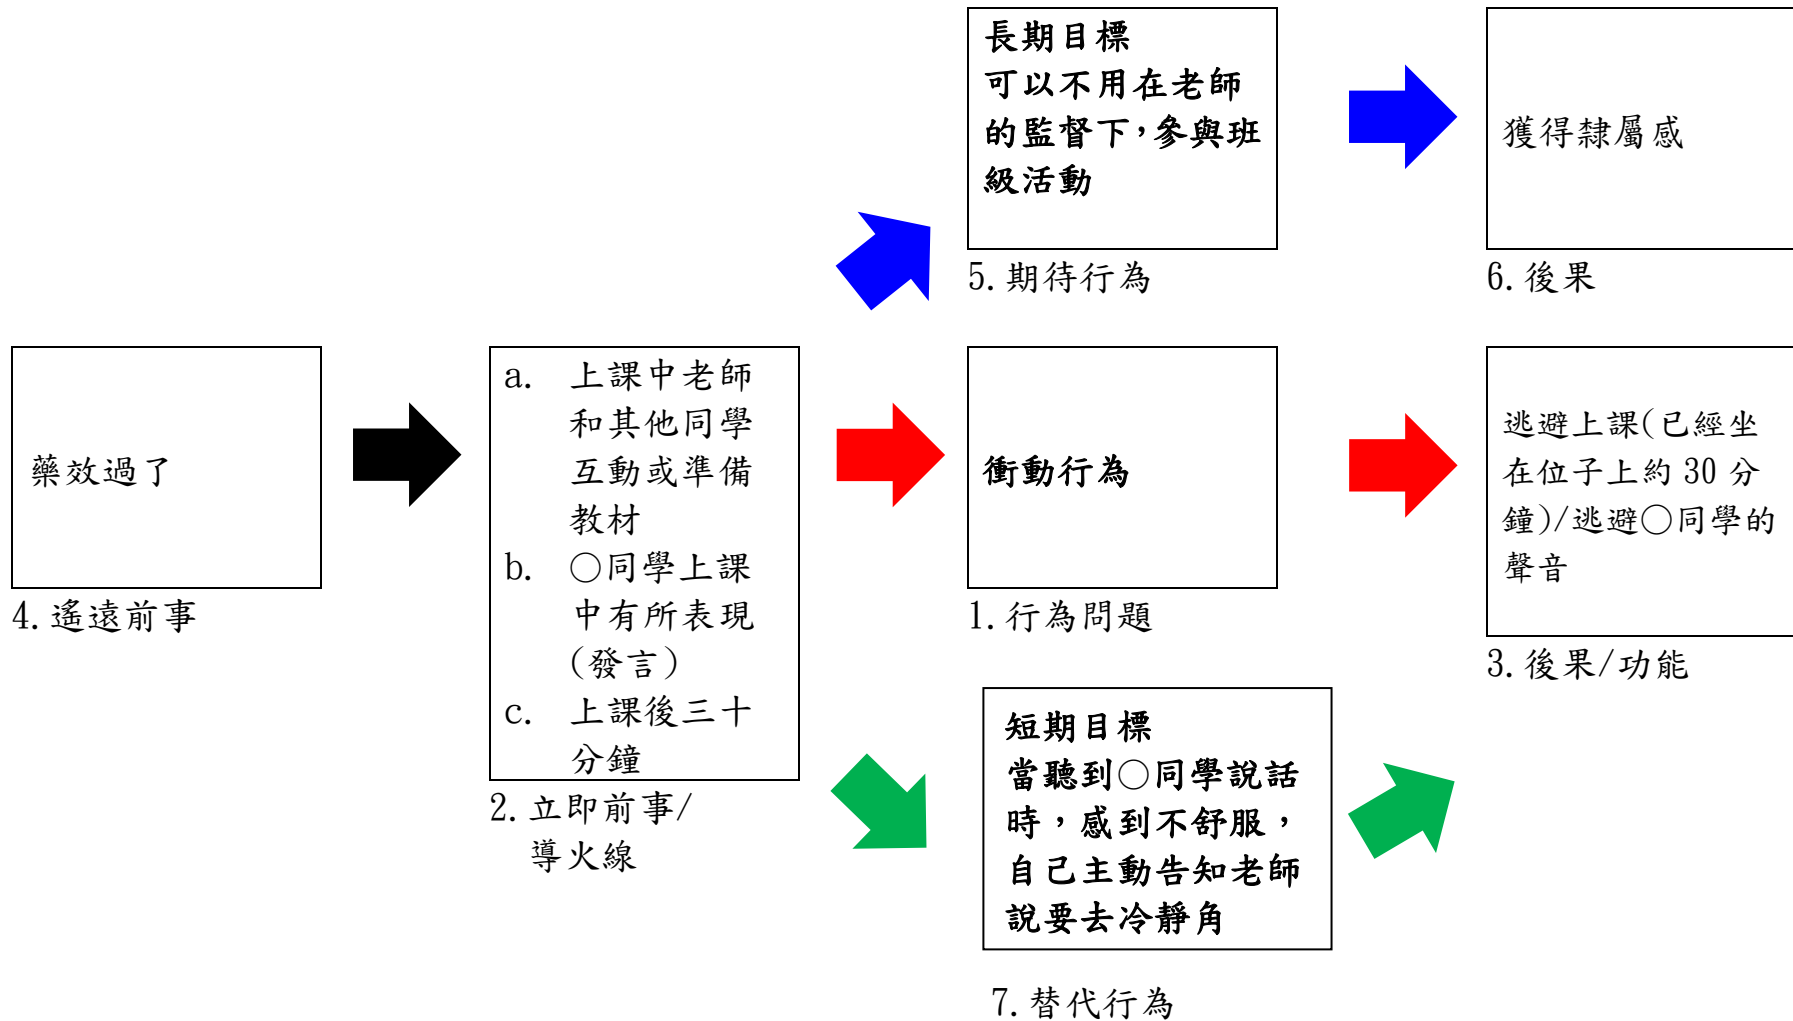 長期目標
可以不用在老師
的監督下，參與班
級活動
5.期待行為
獲得隸屬感
6.後果
藥效過了
4.遙遠前事
a. 上課中老師
和其他同學
互動或準備
教材
b. ○同學上課
中有所表現
(發言)
c. 上課後三十
分鐘
2.立即前事/
導火線
衝動行為
1.行為問題
逃避上課(已經坐
在位子上約 30 分
鐘)/逃避○同學的
聲音
3.後果/功能
短期目標
當聽到○同學說話
時，感到不舒服，
自己主動告知老師
說要去冷靜角
7.替代行為